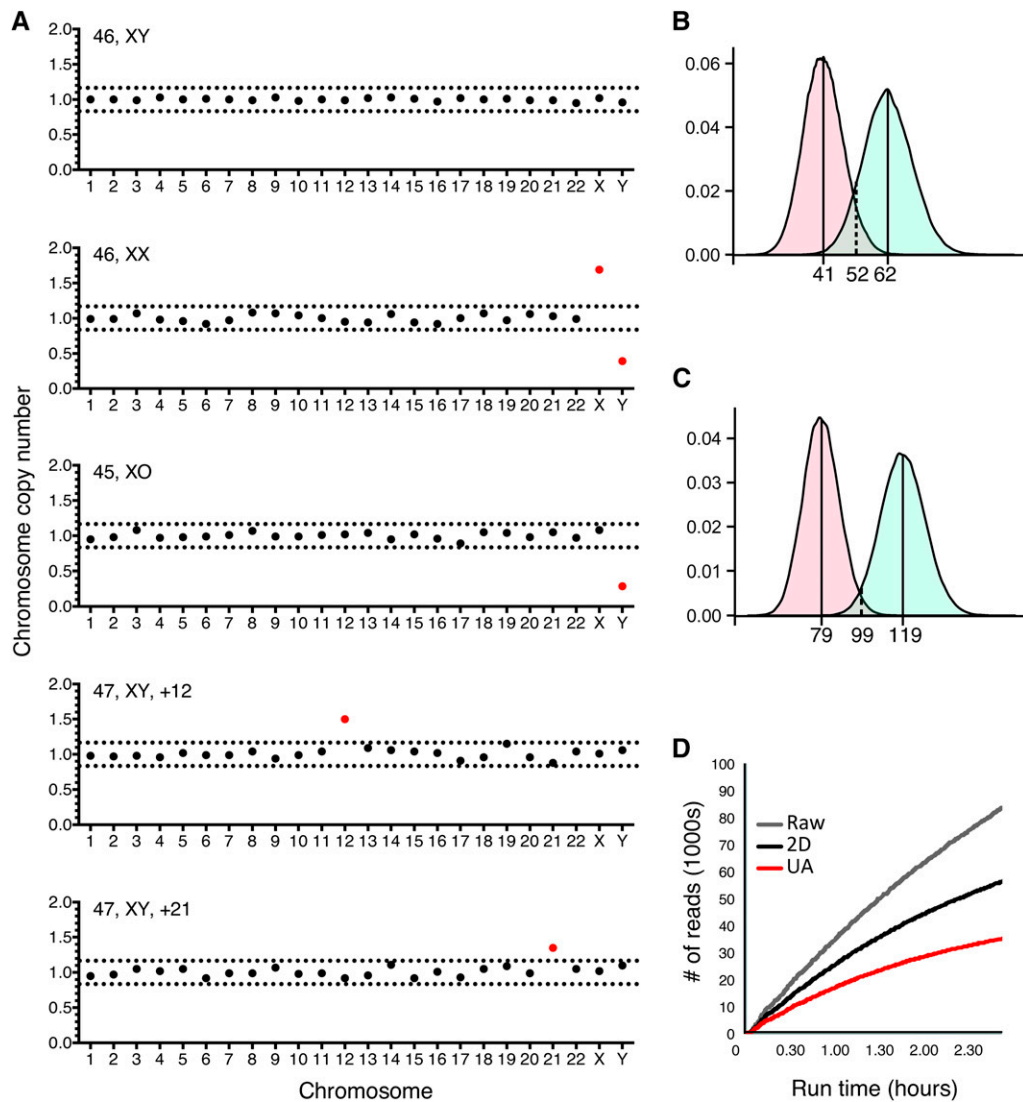 A
Chromosome copy number
46, XY
2.0
1.5
1.0
0.5
0.0
1 2 3 4 5 6 7 8 9 10 11 12 13 14 15 16 17 18 19 20 21 22 X Y
46, XX
2.0
1.5
1.0
0.5
0.0
1 2 3 4 5 6 7 8 9 10 11 12 13 14 15 16 17 18 19 20 21 22 X Y
45, XO
2.0
1.5
1.0
0.5
0.0
1 2 3 4 5 6 7 8 9 10 11 12 13 14 15 16 17 18 19 20 21 22 X Y
47, XY, +12
2.0
1.5
1.0
0.5
0.0
1 2 3 4 5 6 7 8 9 10 11 12 13 14 15 16 17 18 19 20 21 22 X Y
47, XY, +21
2.0
1.5
1.0
0.5
0.0
1 2 3 4 5 6 7 8 9 10 11 12 13 14 15 16 17 18 19 20 21 22 X Y
Chromosome
B
0.06
0.04
0.02
0.00
41 52 62
C
0.04
0.03
0.02
0.01
0.00
79 99 119
D
# of reads (1000s)
100
90
80
70
60
50
40
30
20
10
0
Raw
2D
UA
0 0.30 1.00 1.30 2.00 2.30
Run time (hours)